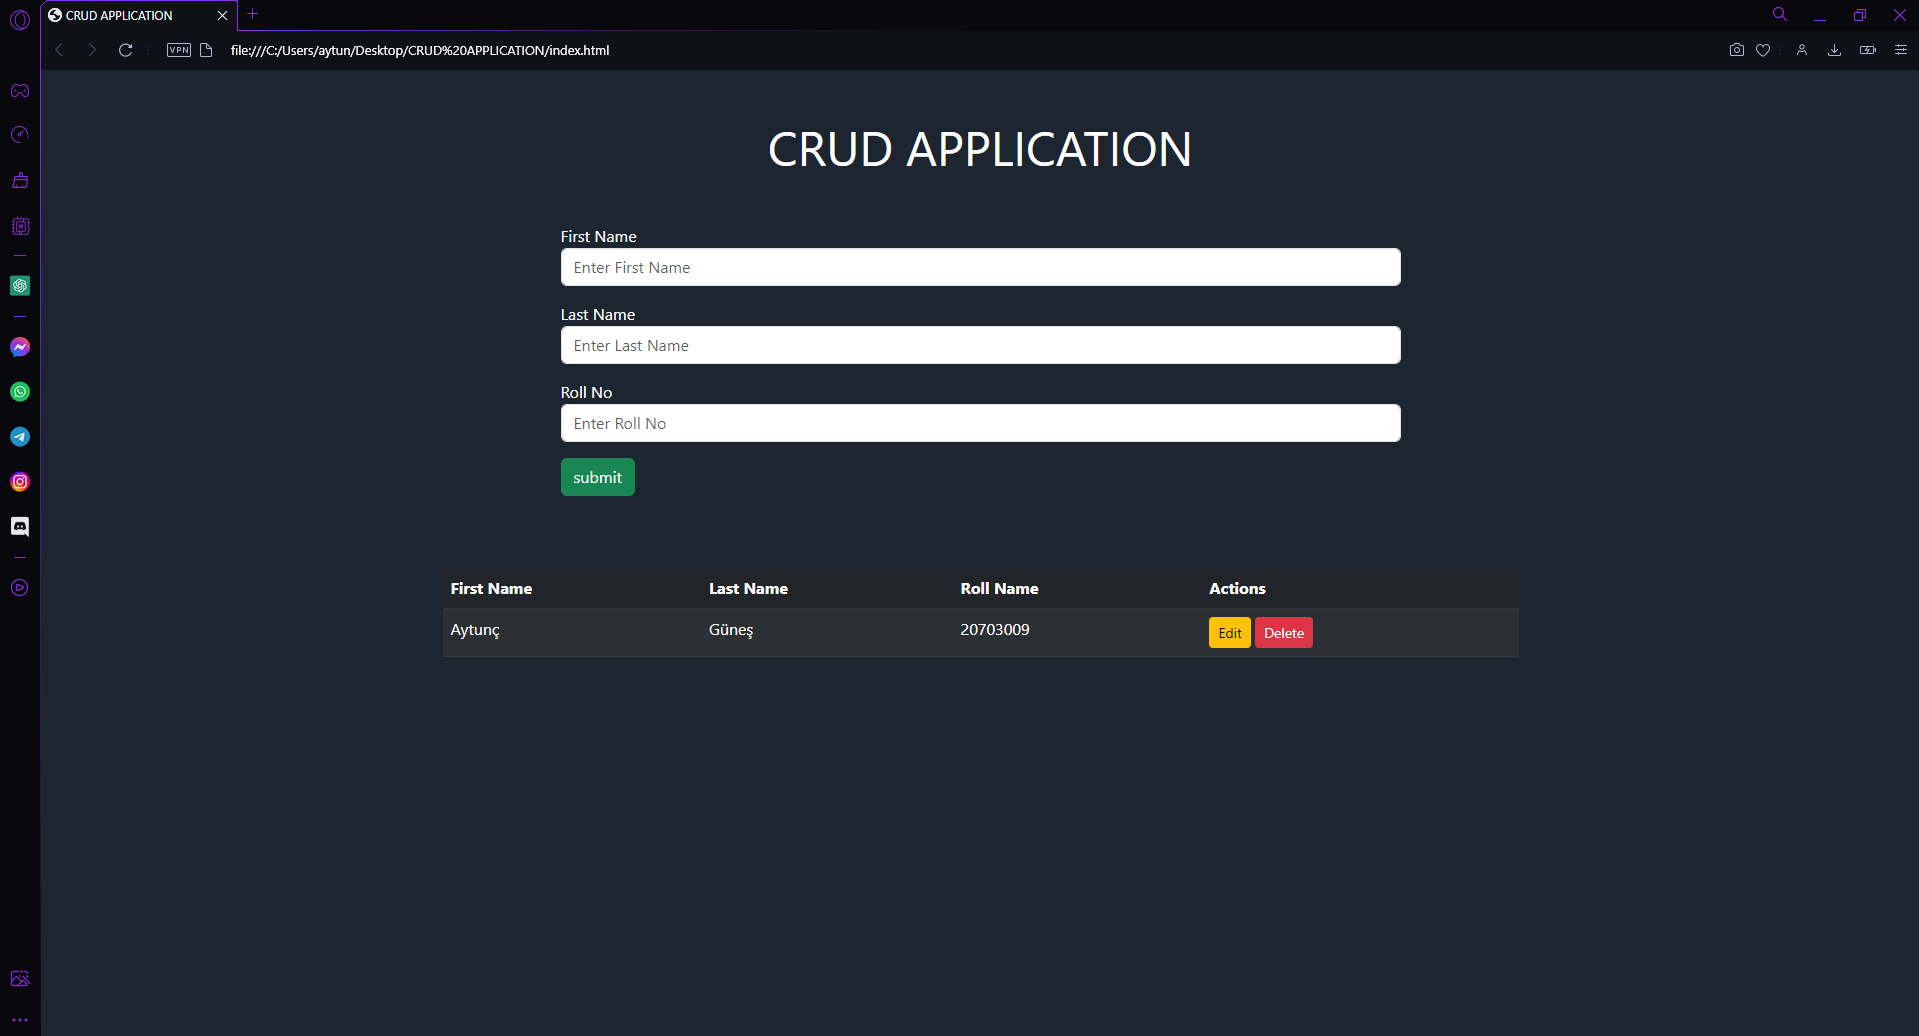 CRUD APPLICATION
VPN
file:///C:/Users/aytun/Desktop/CRUD%20APPLICATION/index.html
CRUD APPLICATION
First Name
Enter First Name
Last Name
Enter Last Name
Roll No
Enter Roll No
submit
First Name Last Name Roll Name Actions
Aytunç Güneş 20703009 Edit Delete